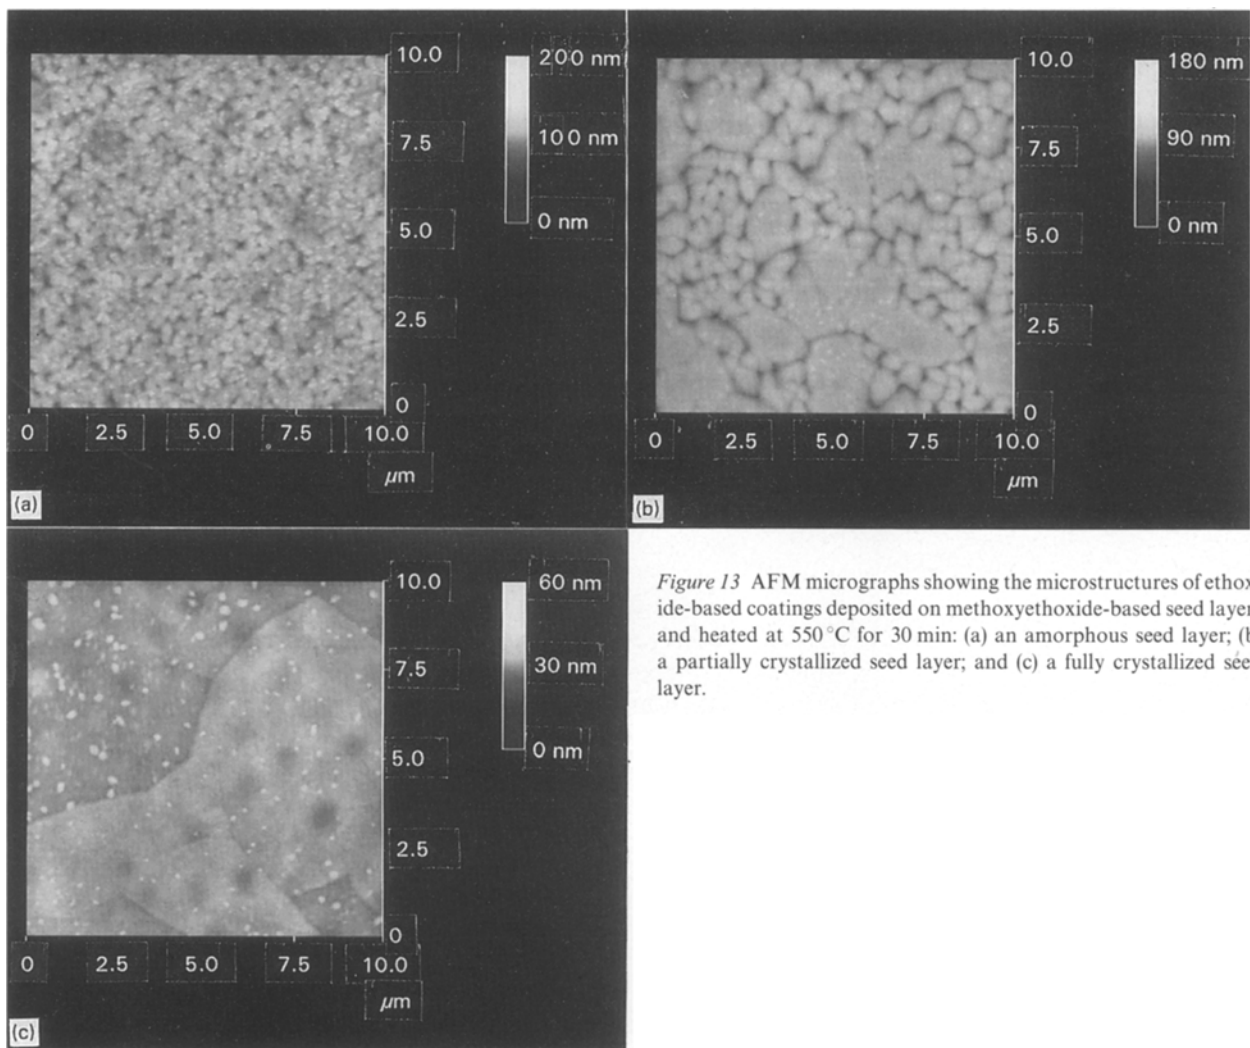 10.0
7.5
5.0
2.5
0
0 2.5 5.0 7.5 10.0
μm
200 nm
100 nm
0 nm
(a)
10.0
7.5
5.0
2.5
0
0 2.5 5.0 7.5 10.0
μm
180 nm
90 nm
0 nm
(b)
10.0
7.5
5.0
2.5
0
0 2.5 5.0 7.5 10.0
μm
60 nm
30 nm
0 nm
(c)
Figure 13 AFM micrographs showing the microstructures of ethox
ide-based coatings deposited on methoxyethoxide-based seed layer
and heated at 550 °C for 30 min: (a) an amorphous seed layer; (b
a partially crystallized seed layer; and (c) a fully crystallized see
layer.